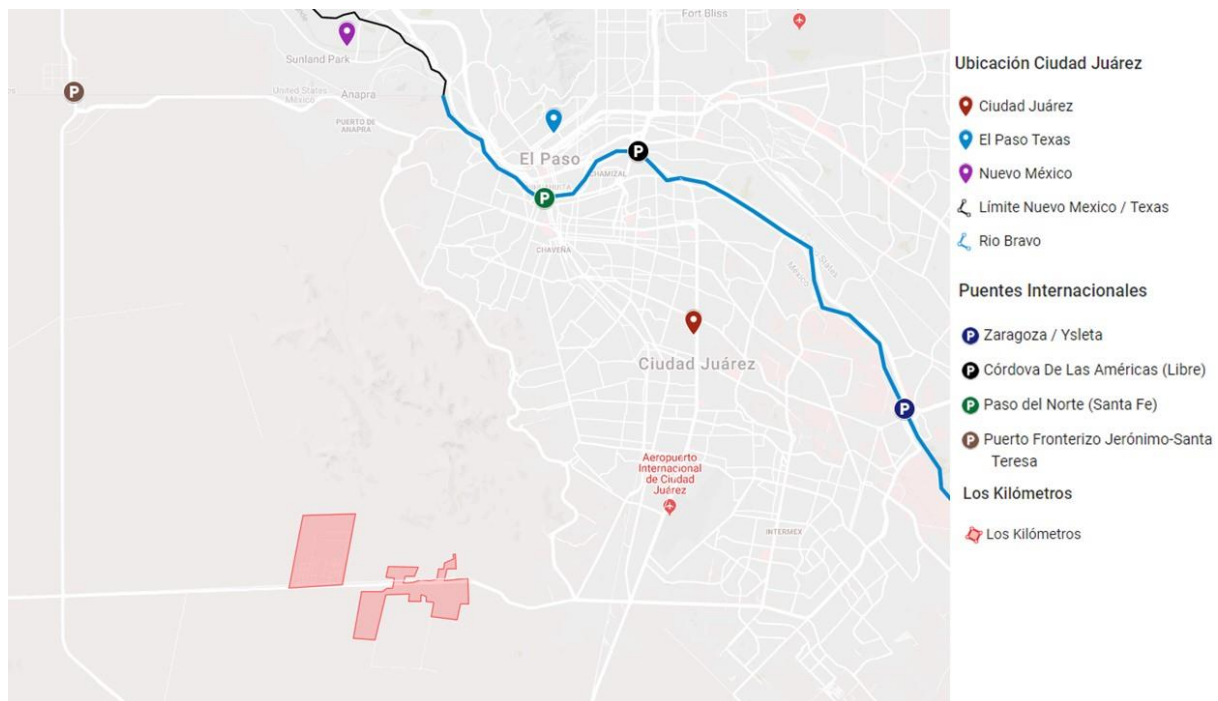 Fort Bliss
Sunland Park
United States
México
Anapra
PUERTO DE
ANAPRA
El Paso
CHAMIZAL
CHAVEÑA
México
United States
Ciudad Juárez
Aeropuerto
Internacional
de Ciudad
Juárez
INTERMEX
P
P
P
P
Ubicación Ciudad Juárez
Ciudad Juárez
El Paso Texas
Nuevo México
Límite Nuevo Mexico / Texas
Rio Bravo
Puentes Internacionales
P Zaragoza / Ysleta
P Córdova De Las Américas (Libre)
P Paso del Norte (Santa Fe)
P Puerto Fronterizo Jerónimo-Santa
Teresa
Los Kilómetros
Los Kilómetros